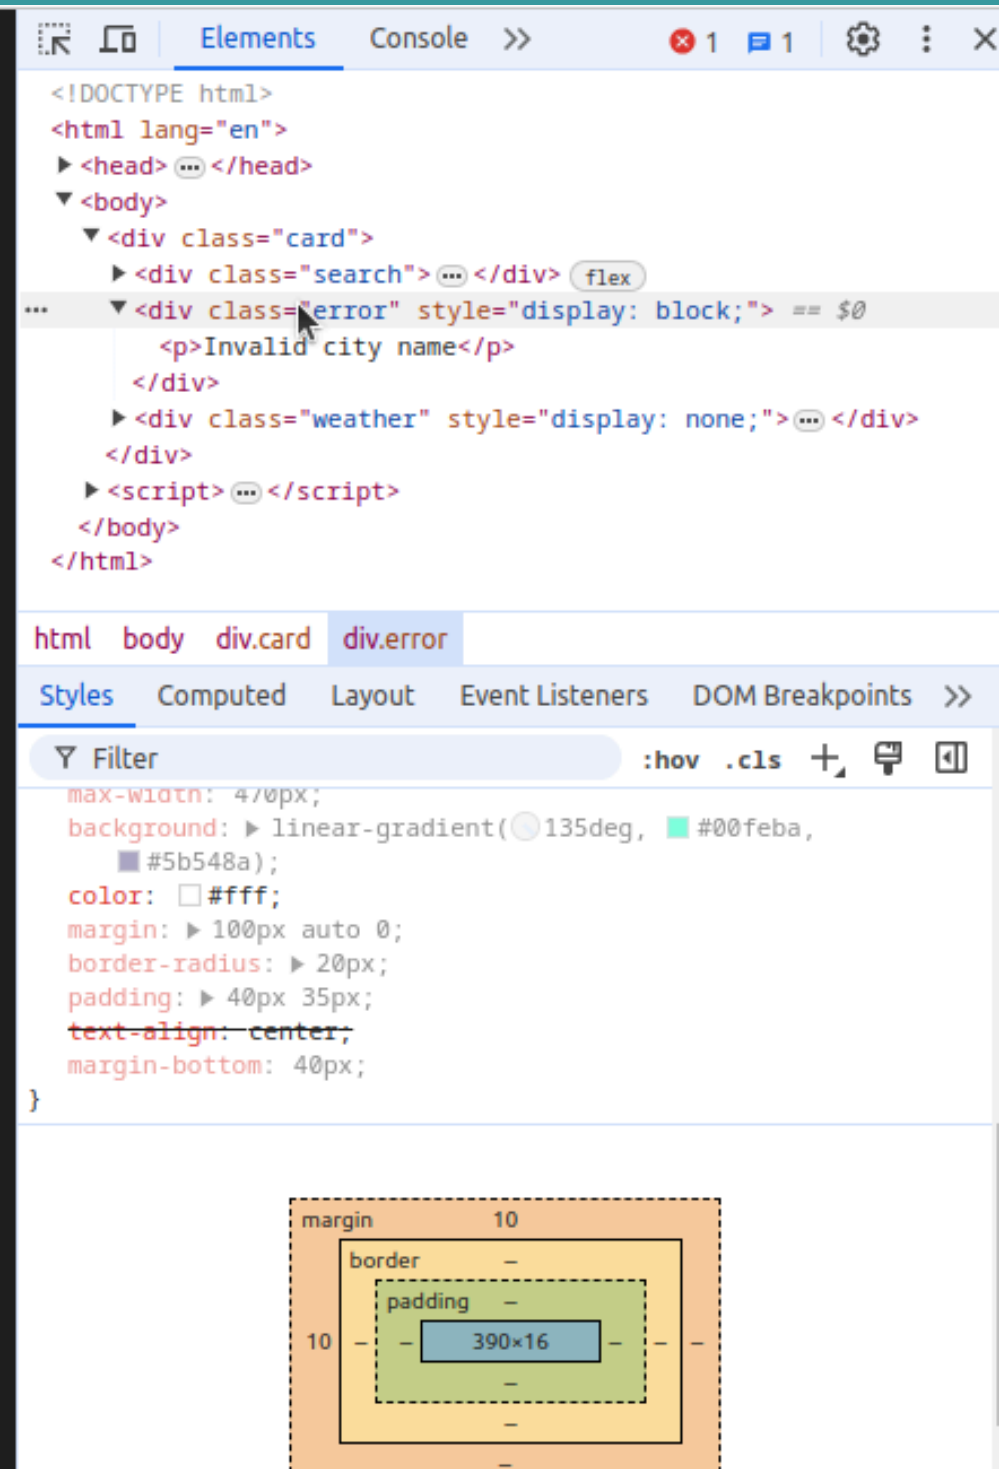 Elements Console 1 1
<!DOCTYPE html>
<html lang="en">
<head> ⋯ </head>
<body>
<div class="card">
<div class="search"> ⋯ </div> flex
⋯ <div class="error" style="display: block;"> == $0
<p>Invalid city name</p>
</div>
<div class="weather" style="display: none;"> ⋯ </div>
</div>
<script> ⋯ </script>
</body>
</html>
html body div.card div.error
Styles Computed Layout Event Listeners DOM Breakpoints
Filter :hov .cls
max-width: 470px;
background: linear-gradient( 135deg, #00feba,
#5b548a);
color: #fff;
margin: 100px auto 0;
border-radius: 20px;
padding: 40px 35px;
text-align: center;
margin-bottom: 40px;
}
margin 10
border –
padding –
10 – – 390×16 – – –
–
–
–